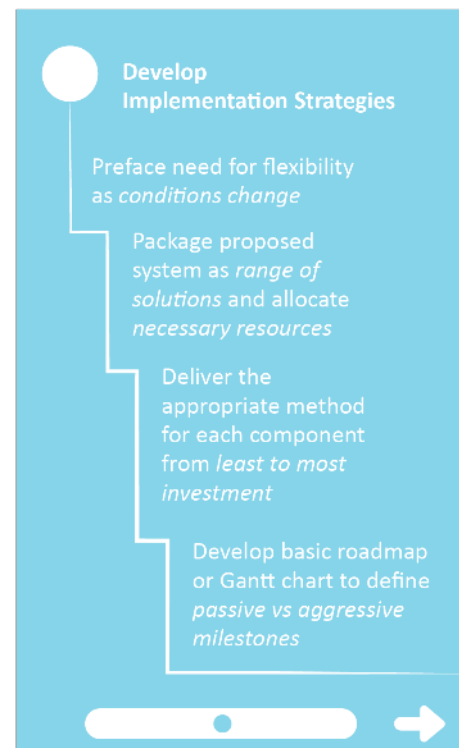 Develop
Implementation Strategies
Preface need for flexibility
as conditions change
Package proposed
system as range of
solutions and allocate
necessary resources
Deliver the
appropriate method
for each component
from least to most
investment
Develop basic roadmap
or Gantt chart to define
passive vs aggressive
milestones